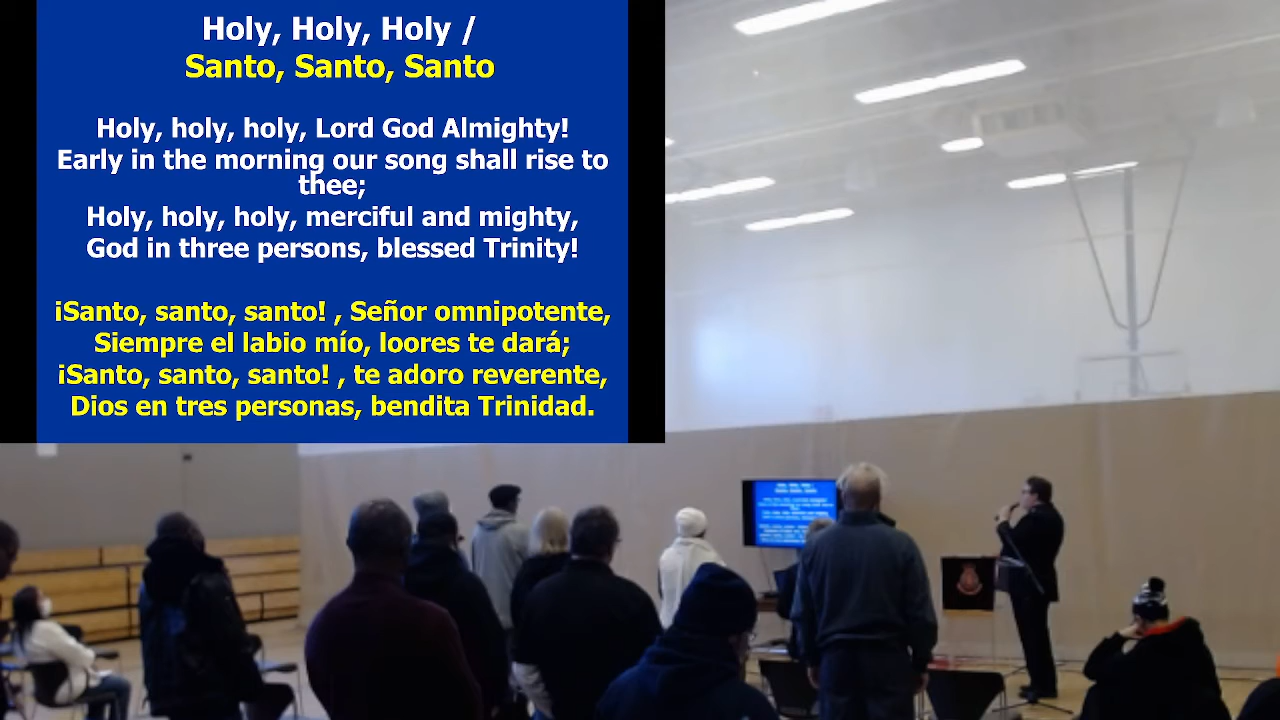 Holy, Holy, Holy /
Santo, Santo, Santo
Holy, holy, holy, Lord God Almighty!
Early in the morning our song shall rise to
thee;
Holy, holy, holy, merciful and mighty,
God in three persons, blessed Trinity!
¡Santo, santo, santo! , Señor omnipotente,
Siempre el labio mío, loores te dará;
¡Santo, santo, santo! , te adoro reverente,
Dios en tres personas, bendita Trinidad.